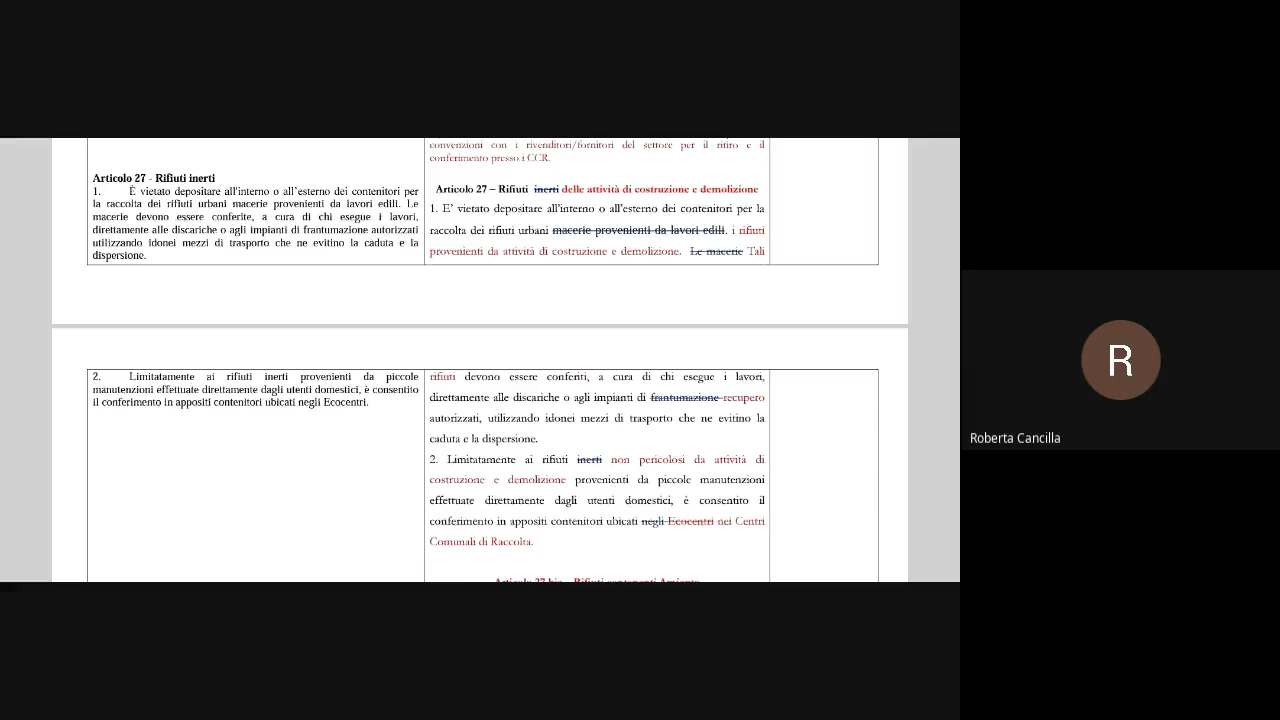 convenzioni con i rivenditori/fornitori del settore per il ritiro e il
conferimento presso i CCR.
Articolo 27 - Rifiuti inerti
1. È vietato depositare all'interno o all’esterno dei contenitori per
la raccolta dei rifiuti urbani macerie provenienti da lavori edili. Le
macerie devono essere conferite, a cura di chi esegue i lavori,
direttamente alle discariche o agli impianti di frantumazione autorizzati
utilizzando idonei mezzi di trasporto che ne evitino la caduta e la
dispersione.
Articolo 27 – Rifiuti inerti delle attività di costruzione e demolizione
1. E’ vietato depositare all’interno o all’esterno dei contenitori per la
raccolta dei rifiuti urbani macerie provenienti da lavori edili. i rifiuti
provenienti da attività di costruzione e demolizione. Le macerie Tali
2. Limitatamente ai rifiuti inerti provenienti da piccole
manutenzioni effettuate direttamente dagli utenti domestici, è consentito
il conferimento in appositi contenitori ubicati negli Ecocentri.
rifiuti devono essere conferiti, a cura di chi esegue i lavori,
direttamente alle discariche o agli impianti di frantumazione recupero
autorizzati, utilizzando idonei mezzi di trasporto che ne evitino la
caduta e la dispersione.
2. Limitatamente ai rifiuti inerti non pericolosi da attività di
costruzione e demolizione provenienti da piccole manutenzioni
effettuate direttamente dagli utenti domestici, è consentito il
conferimento in appositi contenitori ubicati negli Ecocentri nei Centri
Comunali di Raccolta.
Articolo 27 bis – Rifiuti contenenti Amianto
R
Roberta Cancilla